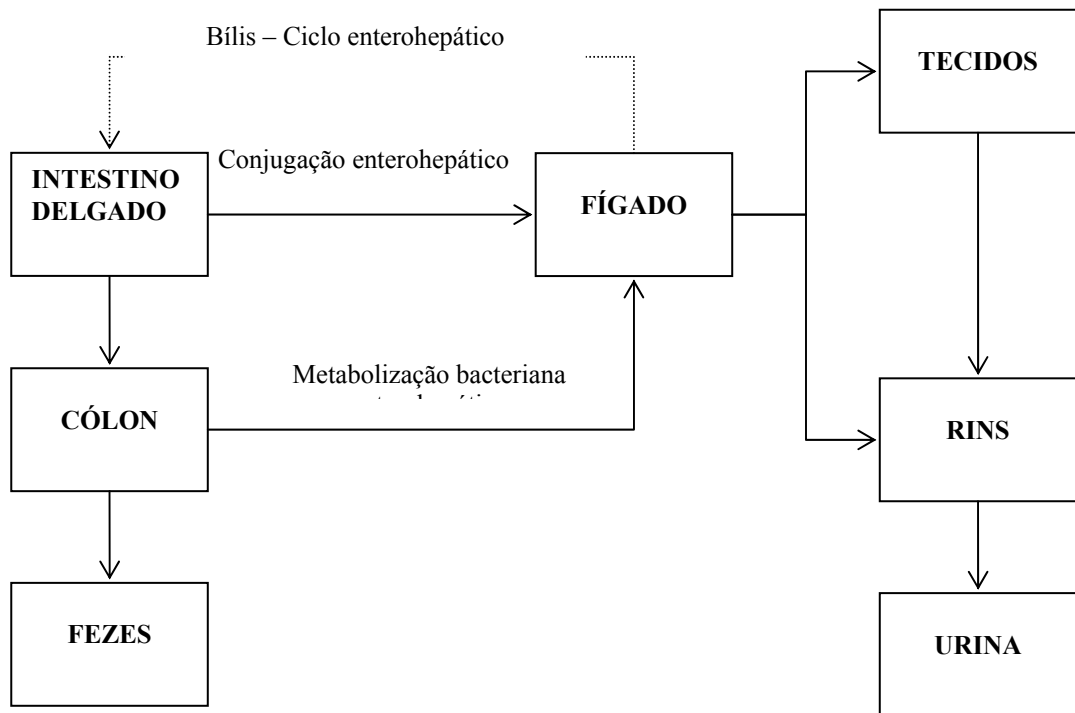 Bílis – Ciclo enterohepático
TECIDOS
INTESTINO
DELGADO
Conjugação enterohepático
FÍGADO
Metabolização bacteriana
CÓLON
RINS
FEZES
URINA